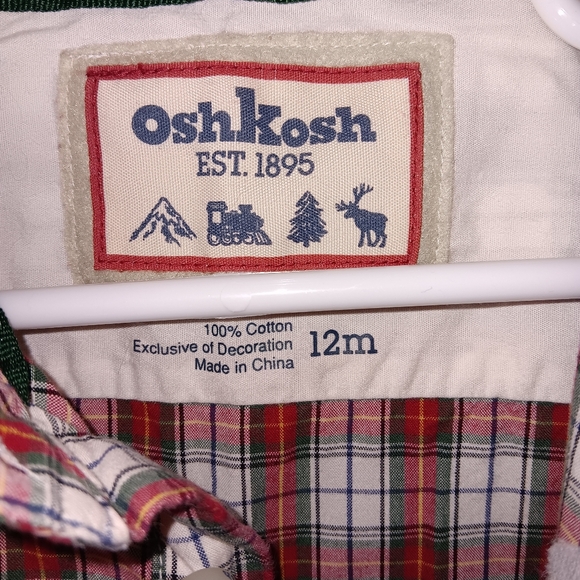 Oshkosh
EST. 1895
100% Cotton
Exclusive of Decoration
Made in China
12m